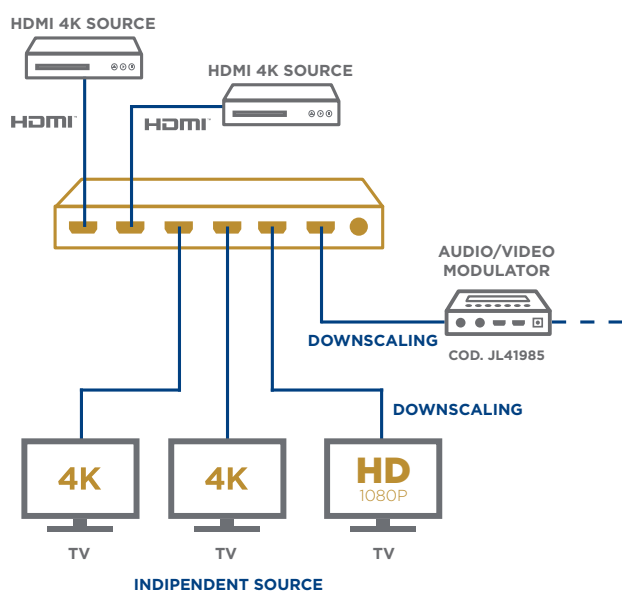 HDMI 4K SOURCE
HDMI 4K SOURCE
HDMI
HDMI
AUDIO/VIDEO
MODULATOR
DOWNSCALING
COD. JL41985
DOWNSCALING
4K
4K
HD
1080P
TV
TV
TV
INDIPENDENT SOURCE